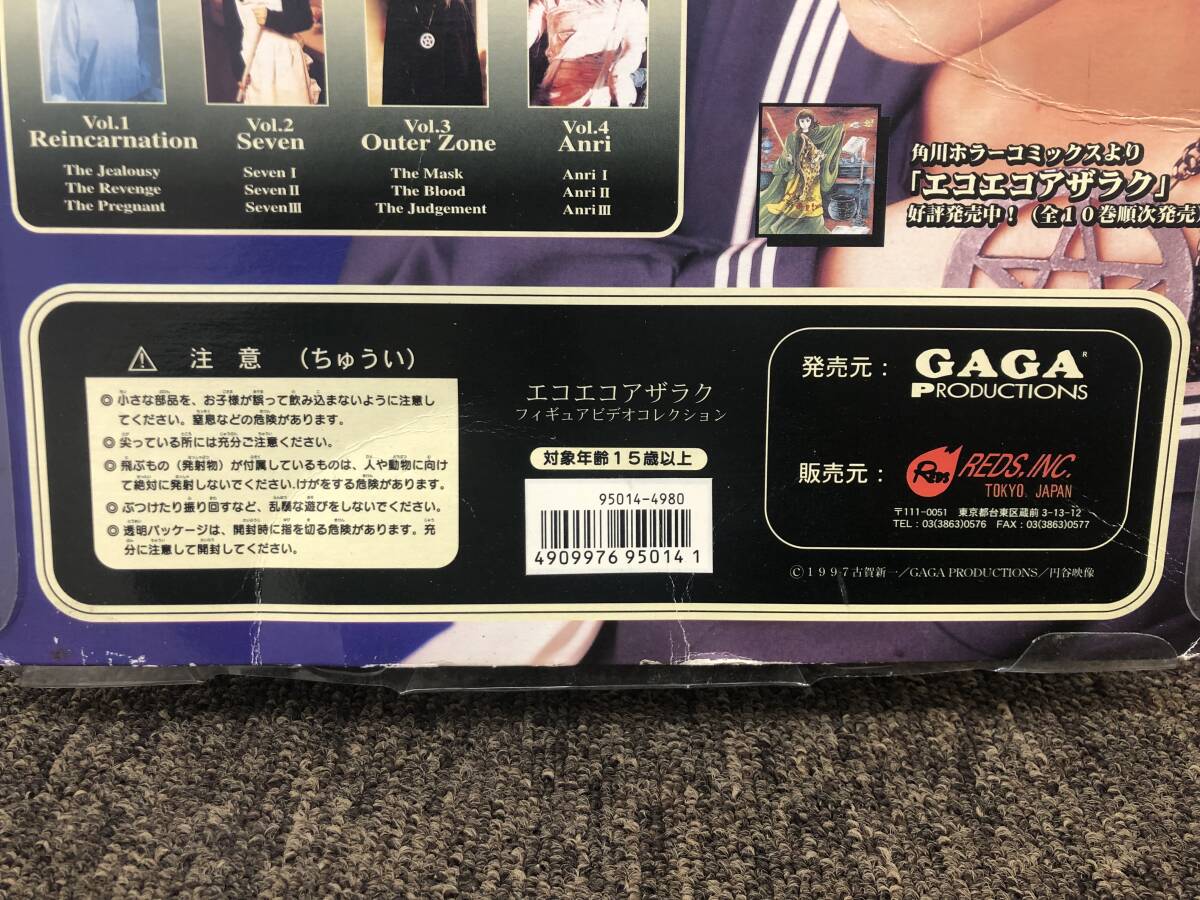 Vol.1
Reincarnation
The Jealousy
The Revenge
The Pregnant
Vol.2
Seven
Seven I
Seven II
Seven III
Vol.3
Outer Zone
The Mask
The Blood
The Judgement
Vol.4
Anri
Anri I
Anri II
Anri III
角川ホラーコミックスより
「エコエコアザラク」
好評発売中!(全10巻順次発売)
⚠ 注 意 (ちゅうい)
◎小さな部品を、お子様が誤って飲み込まないように注意し
てください。窒息などの危険があります。
◎尖っている所には充分ご注意ください。
◎飛ぶもの(発射物)が付属しているものは、人や動物に向け
て絶対に発射しないでください.けがをする危険があります。
◎ぶつけたり振り回すなど、乱暴な遊びをしないでください。
◎透明パッケージは、開封時に指を切る危険があります。充
分に注意して開封してください。
エコエコアザラク
フィギュアビデオコレクション
対象年齢15歳以上
95014-4980
4909976950141
発売元:
GAGA®
PRODUCTIONS
販売元:
REDS
REDS, INC.
TOKYO. JAPAN
〒111-0051 東京都台東区蔵前 3-13-12
TEL : 03(3863)0576 FAX : 03(3863)0577
©1997古賀新一/GAGA PRODUCTIONS/円谷映像